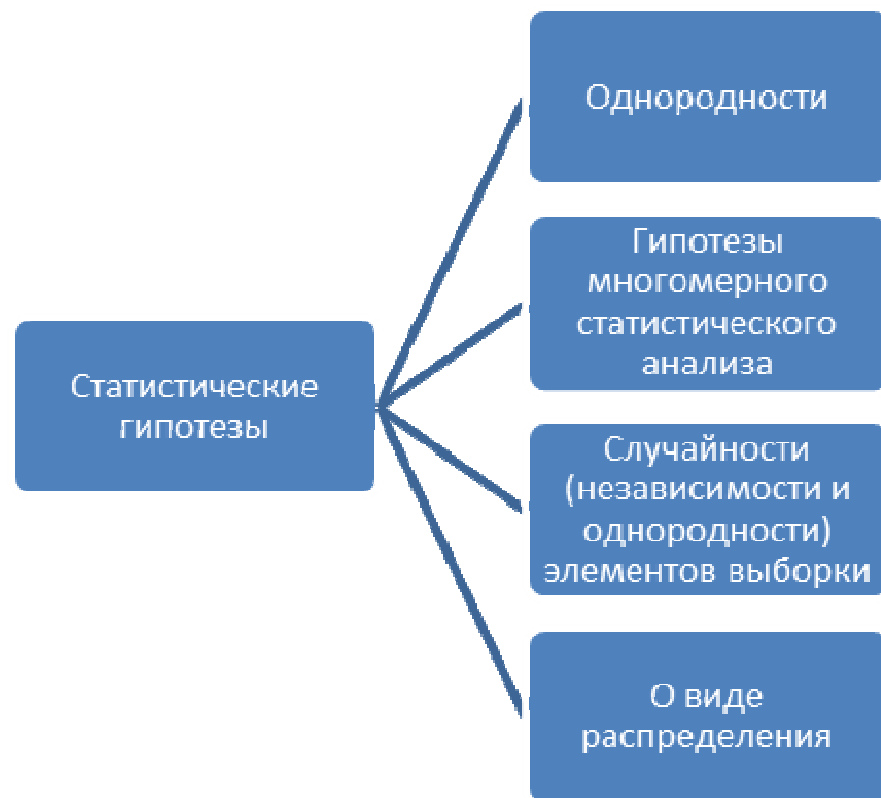 Статистические
гипотезы
Однородности
Гипотезы
многомерного
статистического
анализа
Случайности
(независимости и
однородности)
элементов выборки
О виде
распределения